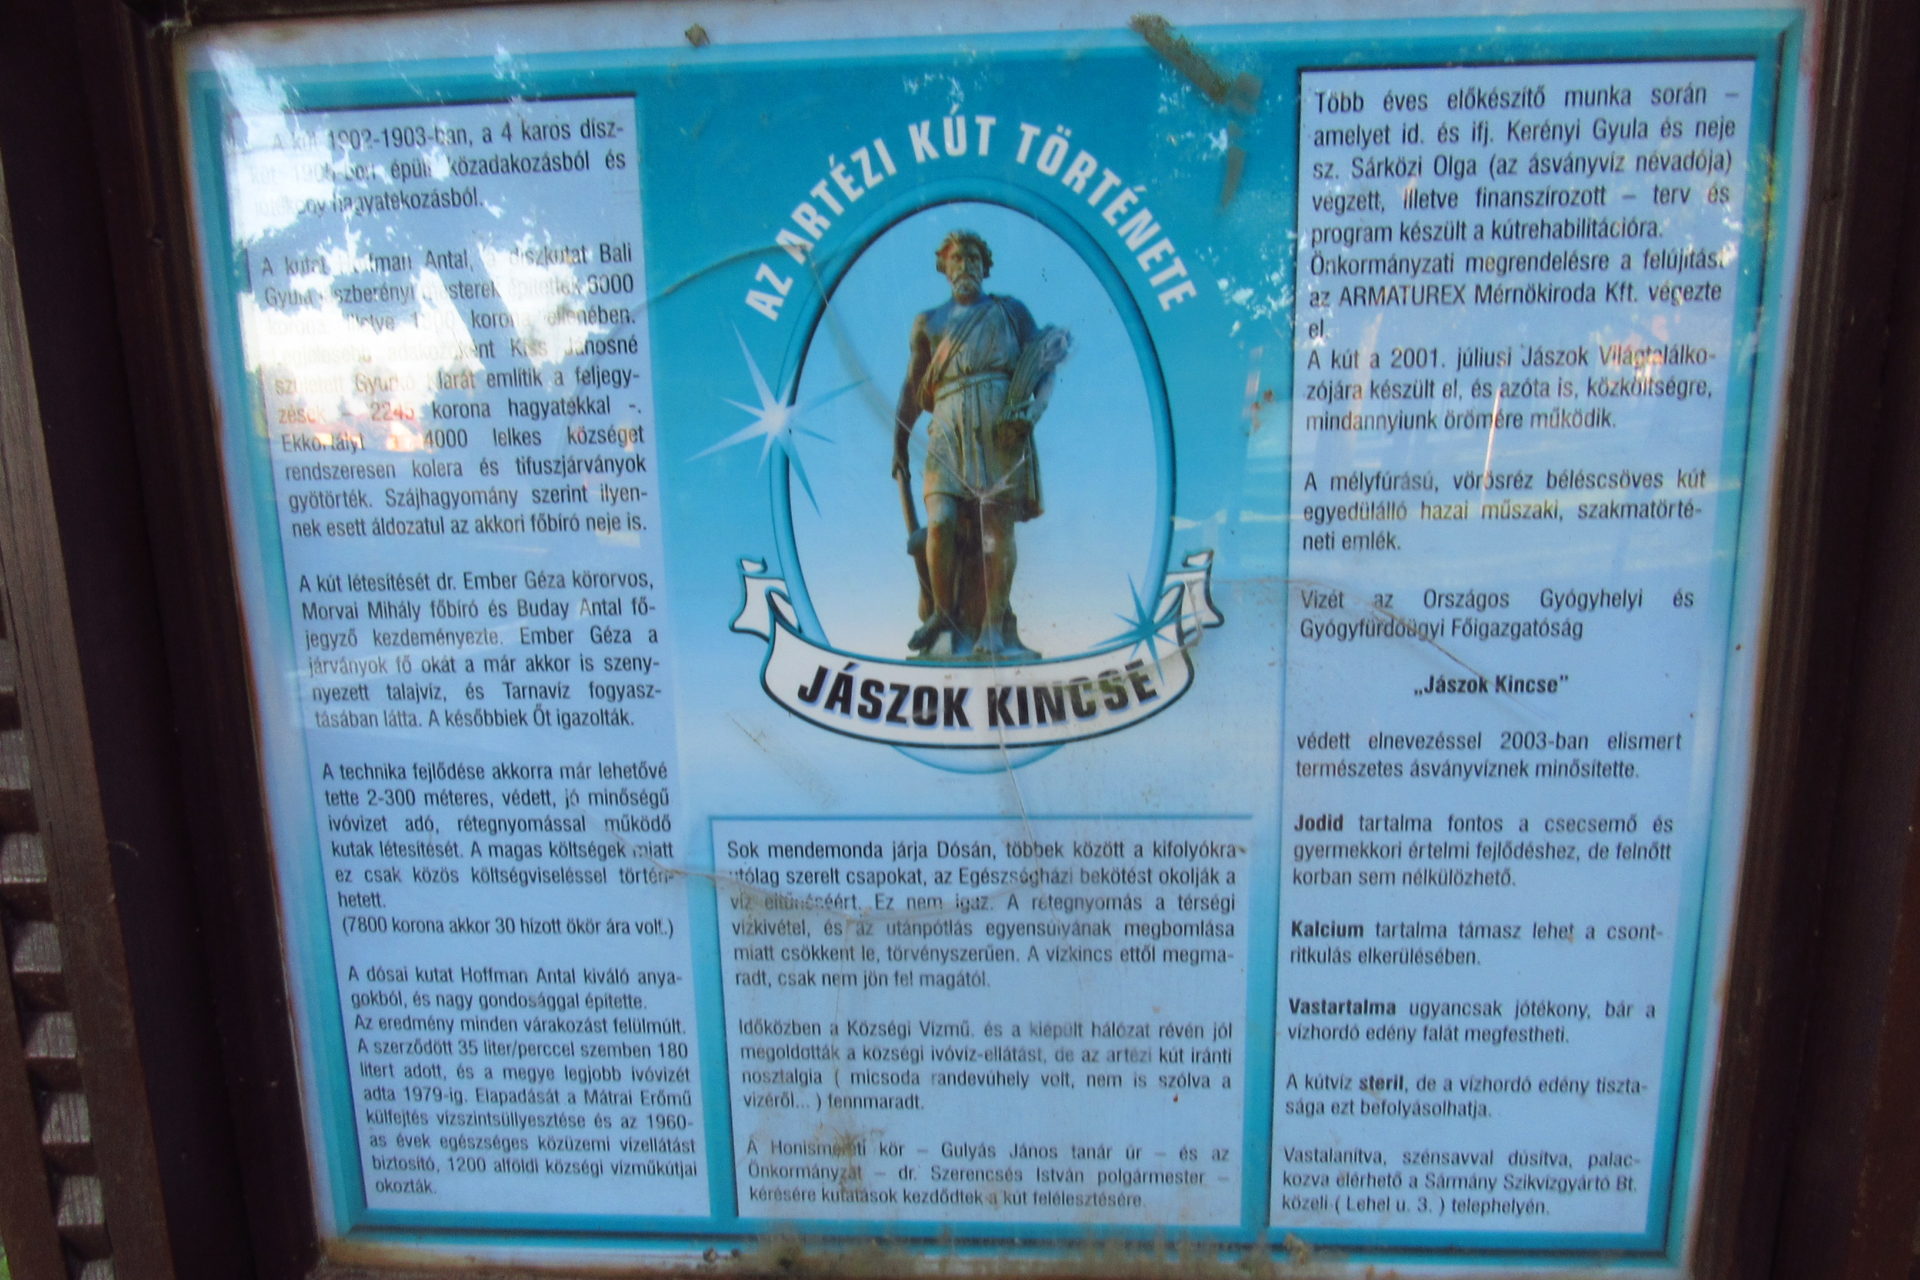 AZ ARTÉZI KÚT TÖRTÉNETE
JÁSZOK KINCSE
A kút 1902-1903-ban, a 4 karos dísz-
épült közadakozásból és
hagyatékozásból.
A kutat Antal, díszkutat Bali
Gyula mesterek építették 6000
korona, illetve korona ellenében.
Kiss Jánosné
született Klárát említik a feljegy-
zések – 2245 korona hagyatékkal -.
4000 lelkes községet
rendszeresen kolera és tifuszjárványok
gyötörték. Szájhagyomány szerint ilyen-
nek esett áldozatul az akkori főbíró neje is.
A kút létesítését dr. Ember Géza körorvos,
Morvai Mihály főbíró és Buday Antal fő-
jegyző kezdeményezte. Ember Géza a
járványok fő okát a már akkor is szeny-
nyezett talajvíz, és Tarnavíz fogyasz-
tásában látta. A későbbiek Őt igazolták.
A technika fejlődése akkorra már lehetővé
tette 2-300 méteres, védett, jó minőségű
ivóvizet adó, rétegnyomással működő
kutak létesítését. A magas költségek miatt
ez csak közös költségviseléssel történ-
hetett.
(7800 korona akkor 30 hízott ökör ára volt.)
A dósai kutat Hoffman Antal kiváló anya-
gokból, és nagy gondosággal építette.
Az eredmény minden várakozást felülmúlt.
A szerződött 35 liter/perccel szemben 180
litert adott, és a megye legjobb ivóvizét
adta 1979-ig. Elapadását a Mátrai Erőmű
külfejtés vízszintsüllyesztése és az 1960-
as évek egészséges közüzemi vízellátást
biztosító, 1200 alföldi községi vízműkútjai
okozták.
Sok mendemonda járja Dósán, többek között a kifolyókra
utólag szerelt csapokat, az Egészségházi bekötést okolják a
víz eltűnéséért. Ez nem igaz. A rétegnyomás a térségi
vízkivétel, és az utánpótlás egyensúlyának megbomlása
miatt csökkent le, törvényszerűen. A vízkincs ettől megma-
radt, csak nem jön fel magától.
Időközben a Községi Vízmű, és a kiépült hálózat révén jól
megoldották a községi ivóvíz-ellátást, de az artézi kút iránti
nosztalgia ( micsoda randevúhely volt, nem is szólva a
vizéről... ) fennmaradt.
A Honismereti kör – Gulyás János tanár úr – és az
Önkormányzat – dr. Szerencsés István polgármester –
kérésére kutatások kezdődtek a kút felélesztésére.
Több éves előkészítő munka során –
amelyet id. és ifj. Kerényi Gyula és neje
sz. Sárközi Olga (az ásványvíz névadója)
végzett, illetve finanszírozott – terv és
program készült a kútrehabilitációra.
Önkormányzati megrendelésre a felújítást
az ARMATUREX Mérnökiroda Kft. végezte
el.
A kút a 2001. júliusi Jászok Világtalálko-
zójára készült el, és azóta is, közköltségre,
mindannyiunk örömére működik.
A mélyfúrású, vörösréz béléscsöves kút
egyedülálló hazai műszaki, szakmatörté-
neti emlék.
Vizét az Országos Gyógyhelyi és
Gyógyfürdőügyi Főigazgatóság
„Jászok Kincse”
védett elnevezéssel 2003-ban elismert
természetes ásványvíznek minősítette.
Jodid tartalma fontos a csecsemő és
gyermekkori értelmi fejlődéshez, de felnőtt
korban sem nélkülözhető.
Kalcium tartalma támasz lehet a csont-
ritkulás elkerülésében.
Vastartalma ugyancsak jótékony, bár a
vízhordó edény falát megfestheti.
A kútvíz steril, de a vízhordó edény tiszta-
sága ezt befolyásolhatja.
Vastalanítva, szénsavval dúsítva, palac-
kozva elérhető a Sármány Szikvízgyártó Bt.
közeli ( Lehel u. 3. ) telephelyén.